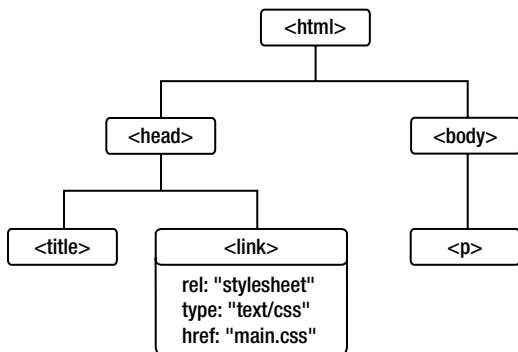 <html>
<head>
<body>
<title>
<link>
<p>
rel: "stylesheet"
type: "text/css"
href: "main.css"